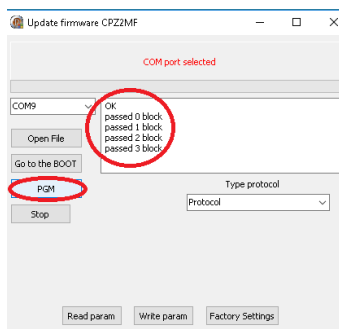 Update firmware CPZ2MF
COM port selected
COM9
OK
passed 0 block
passed 1 block
passed 2 block
passed 3 block
Open File
Go to the BOOT
PGM
Stop
Type protocol
Protocol
Read param
Write param
Factory Settings